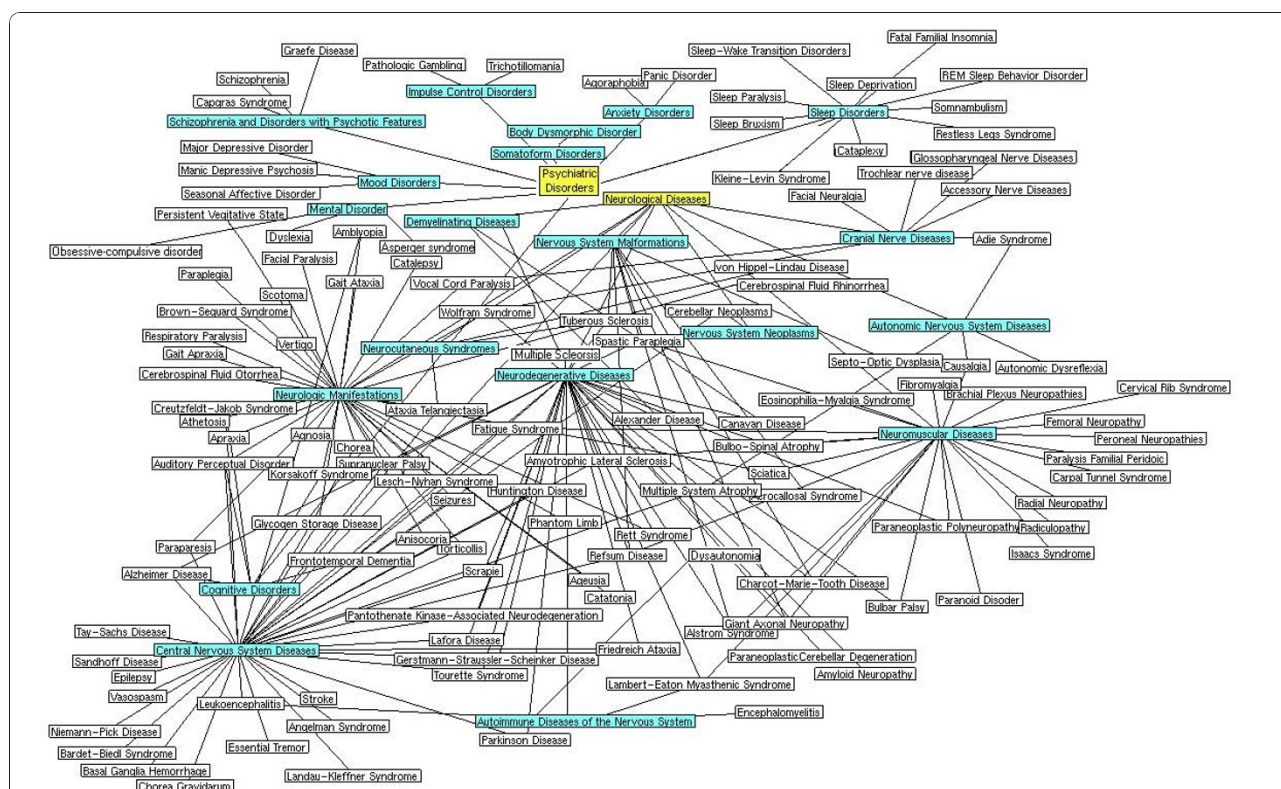 Graefe Disease
Fatal Familial Insomnia
Sleep-Wake Transition Disorders
Pathologic Gambling
Trichotillomania
Panic Disorder
REM Sleep Behavior Disorder
Schizophrenia
Agoraphobia
Sleep Deprivation
Impulse Control Disorders
Sleep Paralysis
Capgras Syndrome
Somnambulism
Anxiety Disorders
Sleep Disorders
Schizophrenia and Disorders with Psychotic Features
Sleep Bruxism
Body Dysmorphic Disorder
Restless Legs Syndrome
Major Depressive Disorder
Somatoform Disorders
Cataplexy
Glossopharyngeal Nerve Diseases
Manic Depressive Psychosis
Psychiatric
Disorders
Trochlear nerve disease
Mood Disorders
Kleine-Levin Syndrome
Accessory Nerve Diseases
Seasonal Affective Disorder
Facial Neuralgia
Neurological Diseases
Mental Disorder
Persistent Vegitative State
Demyelinating Diseases
Amblyopia
Dyslexia
Cranial Nerve Diseases
Adie Syndrome
Nervous System Malformations
Asperger syndrome
Obsessive-compulsive disorder
Facial Paralysis
Catalepsy
von Hippel-Lindau Disease
Paraplegia
Gait Ataxia
Vocal Cord Paralysis
Cerebrospinal Fluid Rhinorrhea
Scotoma
Brown-Sequard Syndrome
Wolfram Syndrome
Cerebellar Neoplasms
Tuberous Sclerosis
Autonomic Nervous System Diseases
Nervous System Neoplasms
Respiratory Paralysis
Vertigo
Spastic Paraplegia
Neurocutaneous Syndromes
Gait Apraxia
Multiple Scleorsis
Septo-Optic Dysplasia
Causalgia
Autonomic Dysreflexia
Cerebrospinal Fluid Otorrhea
Neurodegenerative Diseases
Fibromyalgia
Cervical Rib Syndrome
Neurologic Manifestations
Brachial Plexus Neuropathies
Eosinophilia-Myalgia Syndrome
Creutzfeldt-Jakob Syndrome
Ataxia Telangiectasia
Athetosis
Alexander Disease
Canavan Disease
Femoral Neuropathy
Fatigue Syndrome
Neuromuscular Diseases
Apraxia
Agnosia
Peroneal Neuropathies
Chorea
Bulbo-Spinal Atrophy
Auditory Perceptual Disorder
Supranuclear Palsy
Amyotrophic Lateral Sclerosis
Paralysis Familial Peridoic
Korsakoff Syndrome
Sciatica
Carpal Tunnel Syndrome
Lesch-Nyhan Syndrome
Huntington Disease
Multiple System Atrophy
Acrocallosal Syndrome
Seizures
Radial Neuropathy
Glycogen Storage Disease
Phantom Limb
Paraneoplastic Polyneuropathy
Radiculopathy
Rett Syndrome
Anisocoria
Paraparesis
Torticollis
Refsum Disease
Dysautonomia
Isaacs Syndrome
Frontotemporal Dementia
Scrapie
Alzheimer Disease
Ageusia
Charcot-Marie-Tooth Disease
Cognitive Disorders
Catatonia
Paranoid Disoder
Bulbar Palsy
Pantothenate Kinase-Associated Neurodegeneration
Giant Axonal Neuropathy
Tay-Sachs Disease
Alstrom Syndrome
Lafora Disease
Central Nervous System Diseases
Friedreich Ataxia
Sandhoff Disease
Gerstmann-Straussler-Scheinker Disease
Paraneoplastic Cerebellar Degeneration
Epilepsy
Tourette Syndrome
Amyloid Neuropathy
Lambert-Eaton Myasthenic Syndrome
Vasospasm
Stroke
Leukoencephalitis
Encephalomyelitis
Autoimmune Diseases of the Nervous System
Niemann-Pick Disease
Angelman Syndrome
Parkinson Disease
Essential Tremor
Bardet-Biedl Syndrome
Basal Ganglia Hemorrhage
Landau-Kleffner Syndrome
Chorea Gravidarum